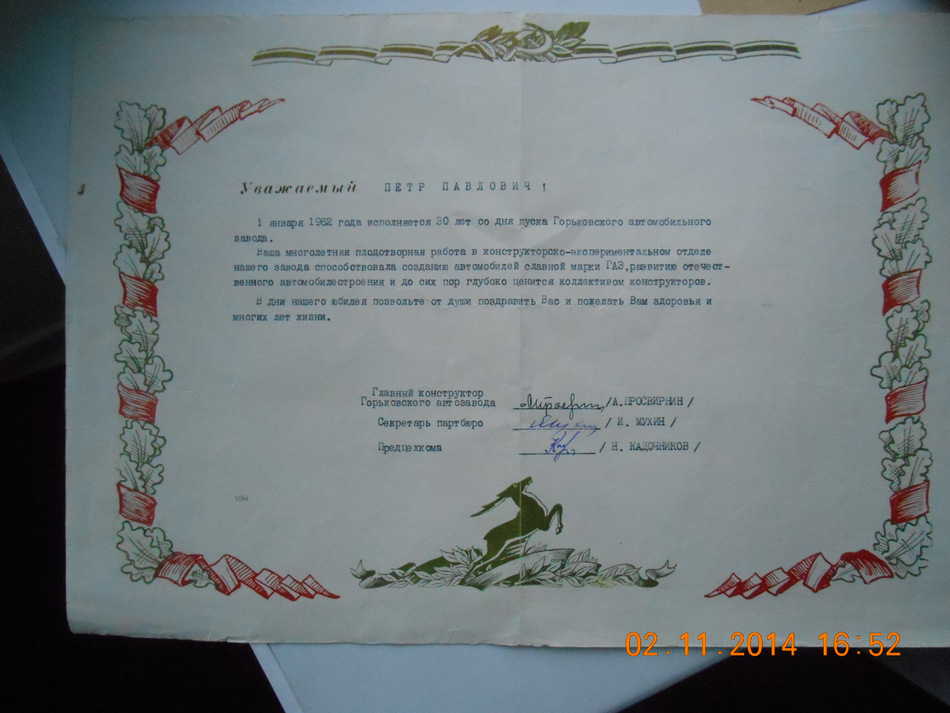 Уважаемый ПЕТР ПАВЛОВИЧ!
1 января 1962 года исполняется 30 лет со дня пуска Горьковского автомобильного
завода.
Ваша многолетняя плодотворная работа в конструкторско-экспериментальном отделе
нашего завода способствовала созданию автомобилей славной марки ГАЗ,развитию отечест-
венного автомобилестроения и до сих пор глубоко ценится коллективом конструкторов.
В дни нашего юбилея позвольте от души поздравить Вас и пожелать Вам здоровья и
многих лет жизни.
Главный конструктор
Горьковского автозавода /А.ПРОСВИРНИН/
Секретарь партбюро / И. МУХИН /
Предцехкома / Н. КАДОЧНИКОВ /
02.11.2014 16:52